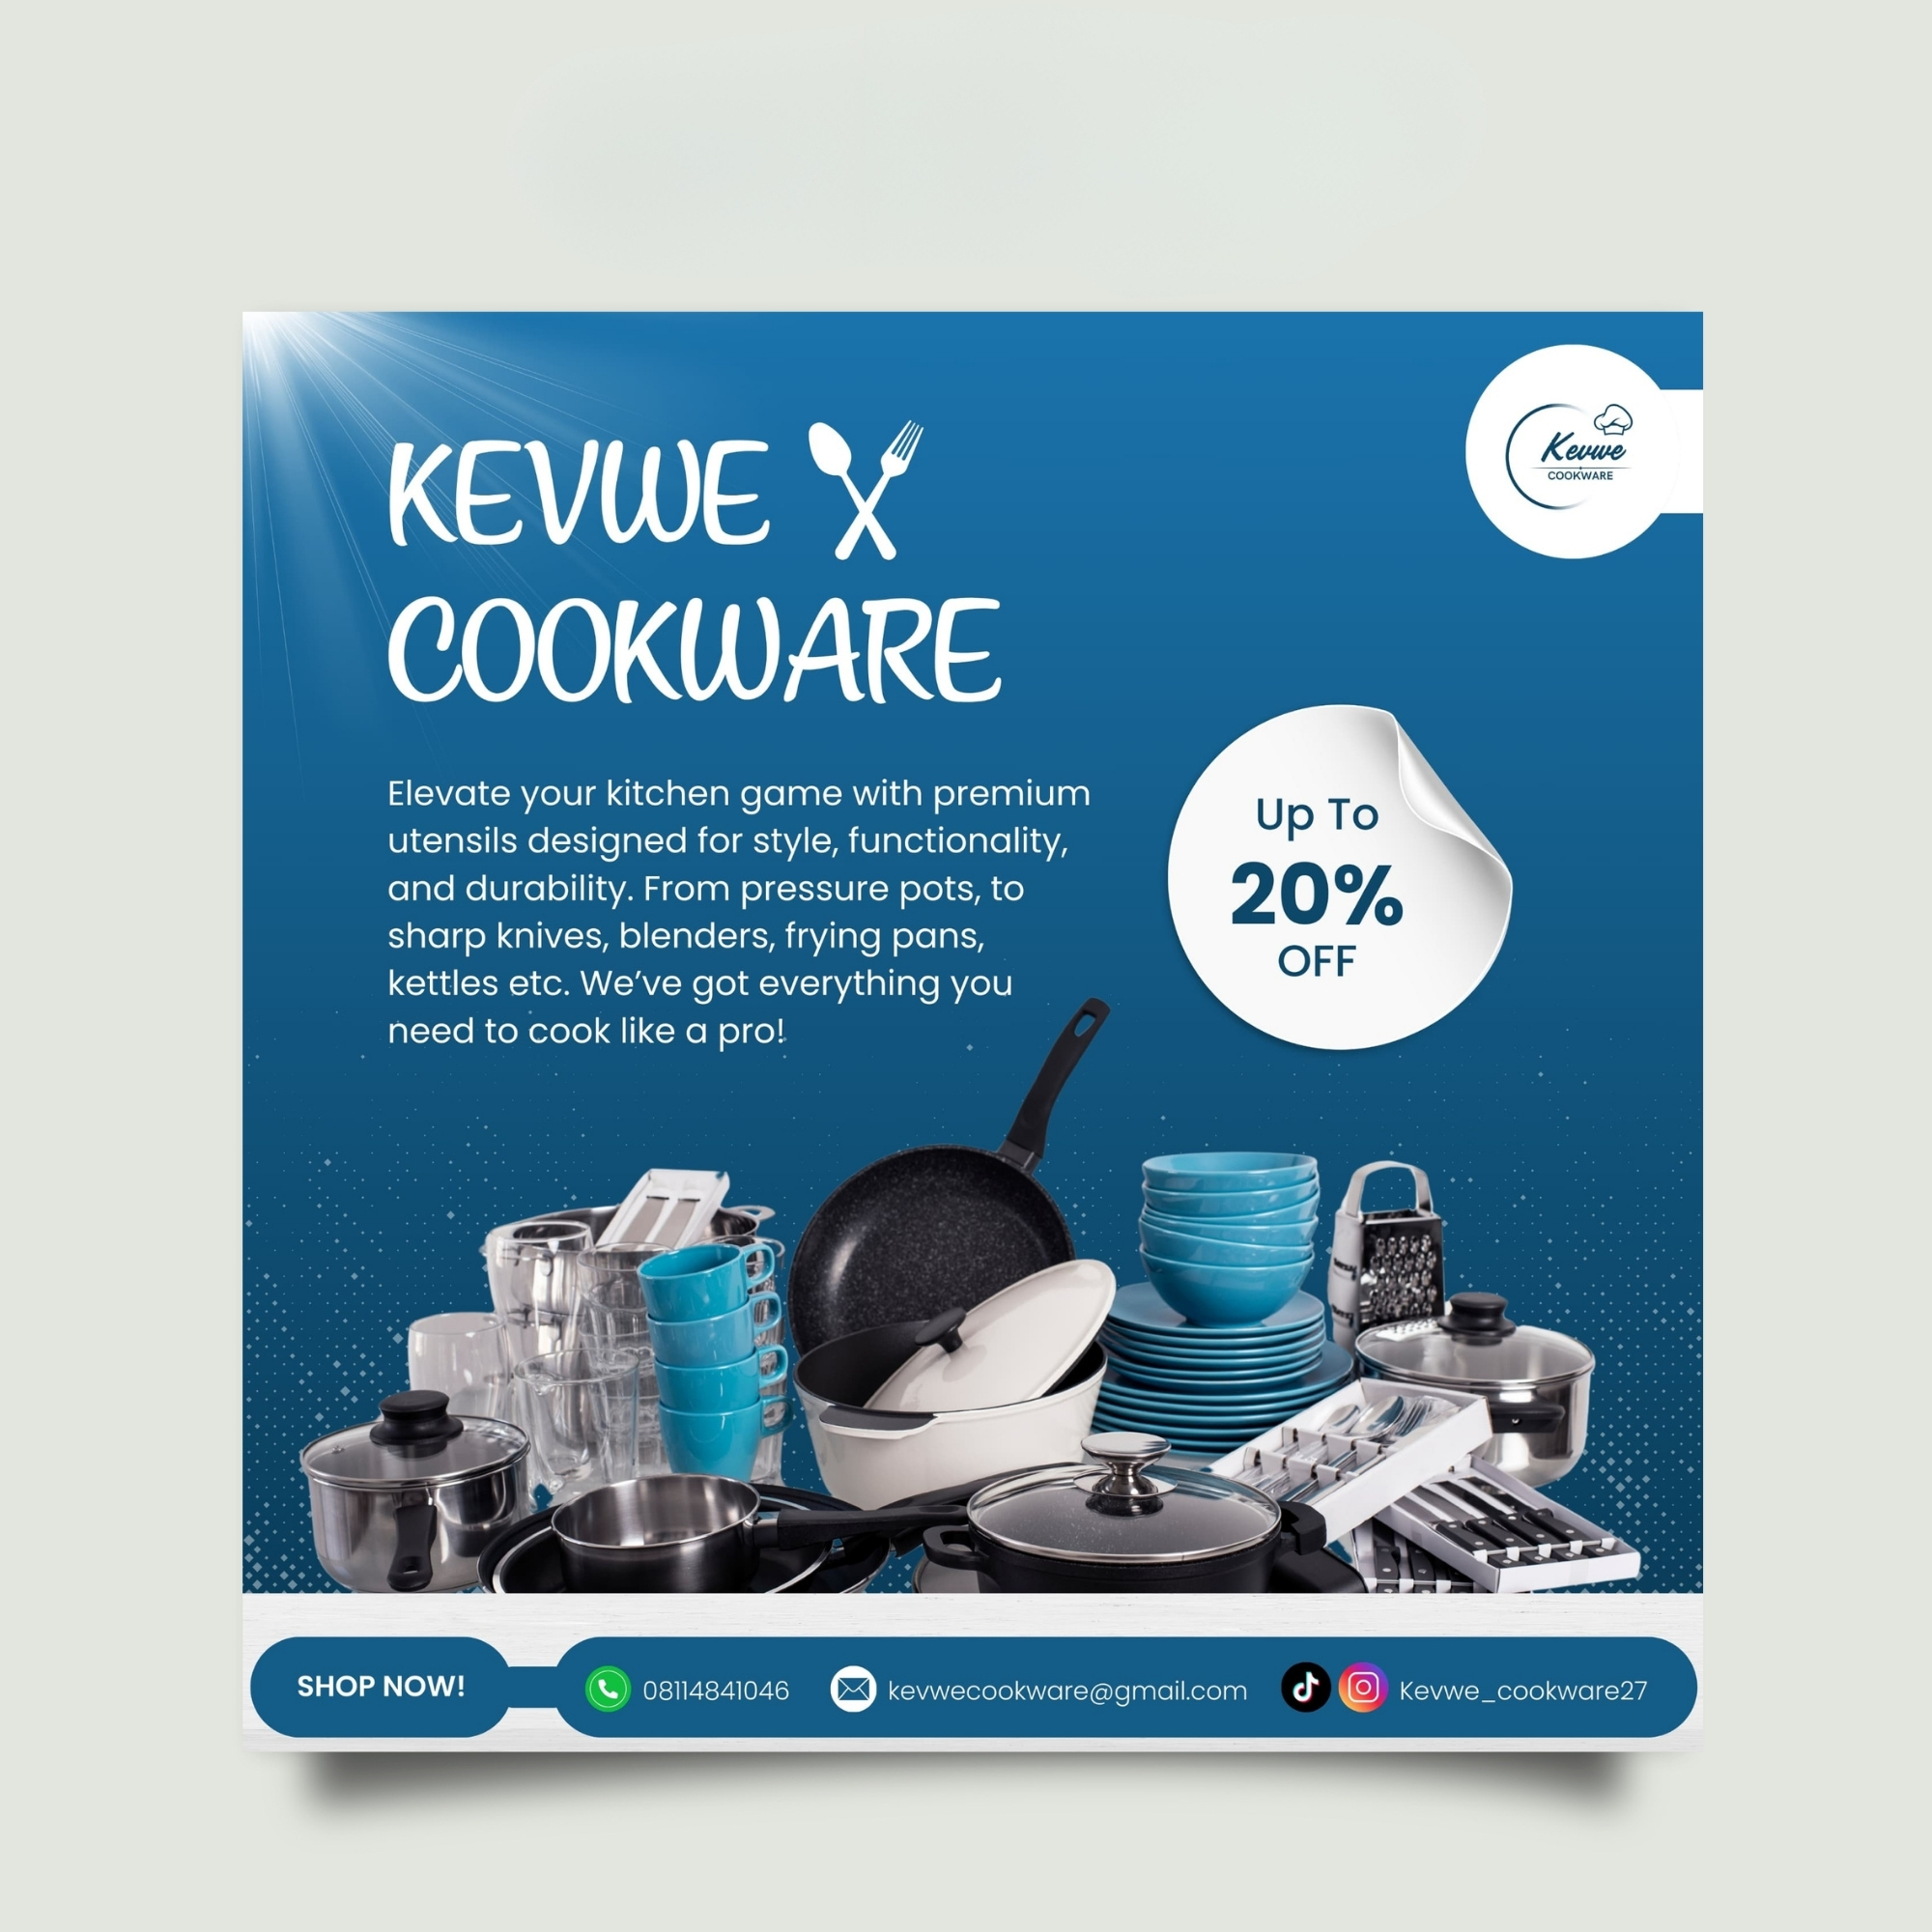 KEVWE
COOKWARE
Kevwe
COOKWARE
Elevate your kitchen game with premium
utensils designed for style, functionality,
and durability. From pressure pots, to
sharp knives, blenders, frying pans,
kettles etc. We’ve got everything you
need to cook like a pro!
Up To
20%
OFF
SHOP NOW!
08114841046
kevwecookware@gmail.com
Kevwe_cookware27